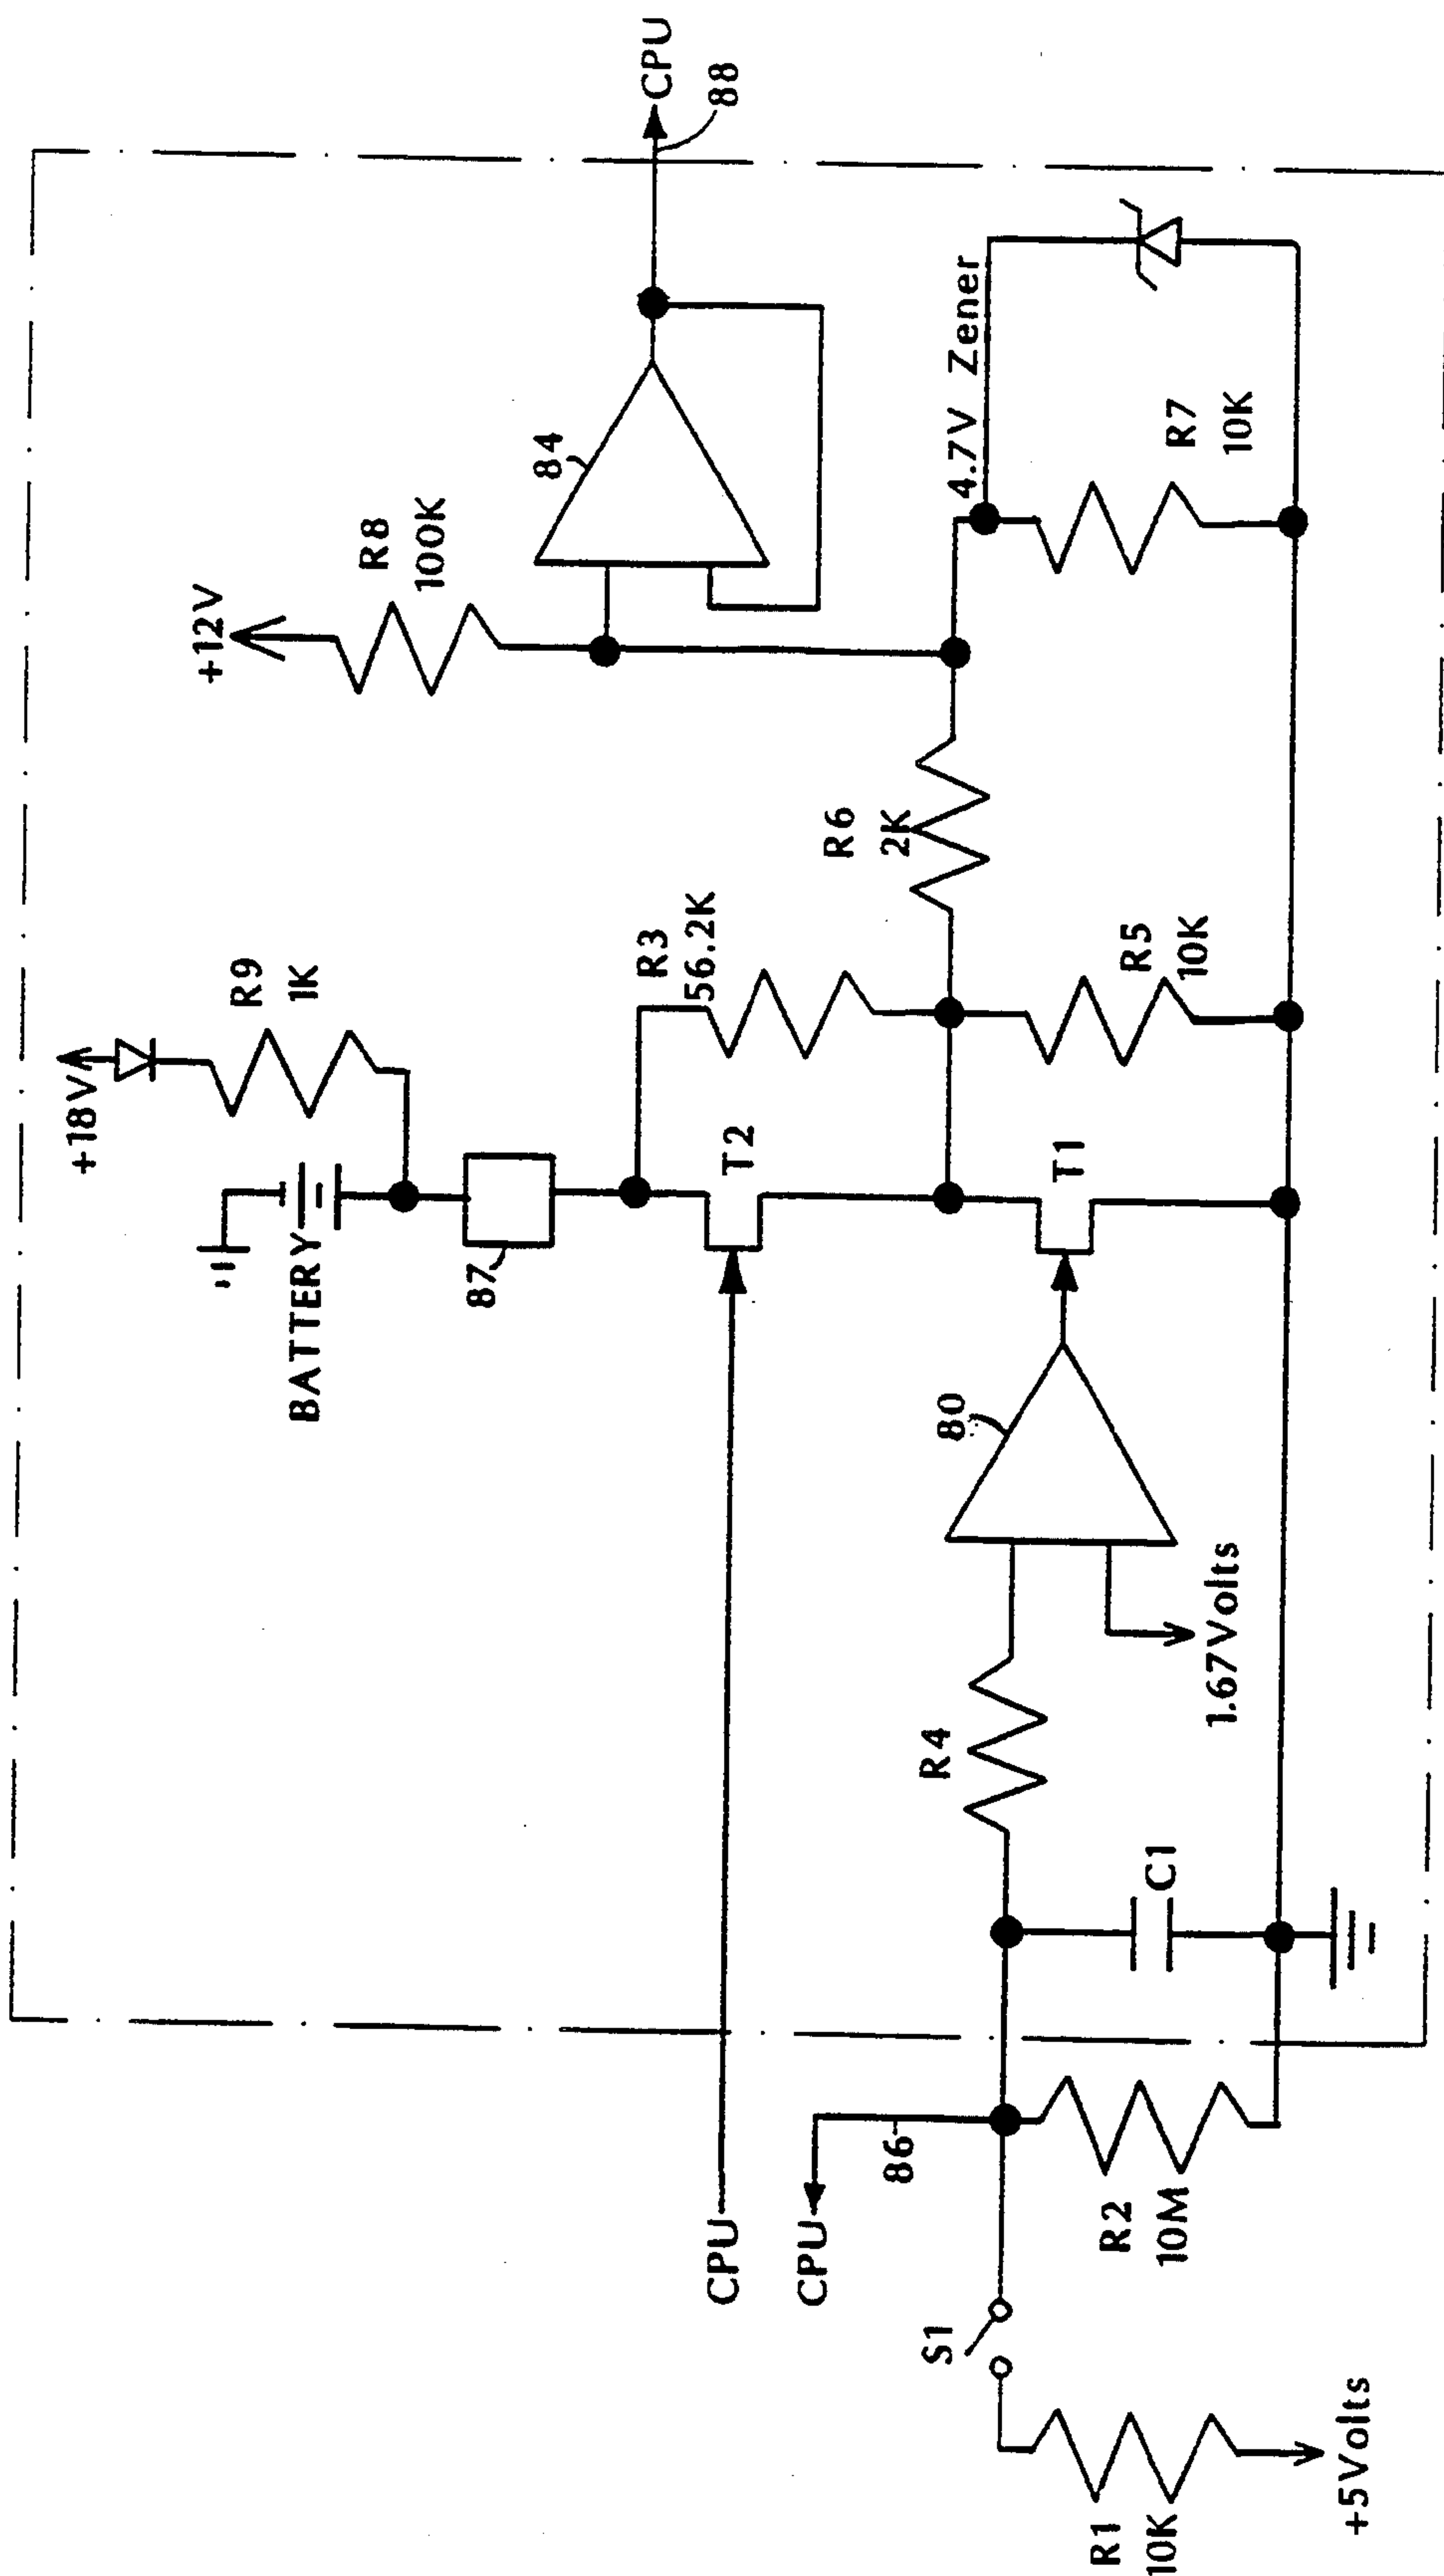 +18V
R9
1K
BATTERY
87
+12V
R8
100K
84
CPU
88
R3
56.2K
T2
R6
2K
4.7V Zener
R7
10K
R5
10K
T1
80
1.67Volts
R4
C1
CPU
CPU
86
R2
10M
S1
R1
10K
+5Volts